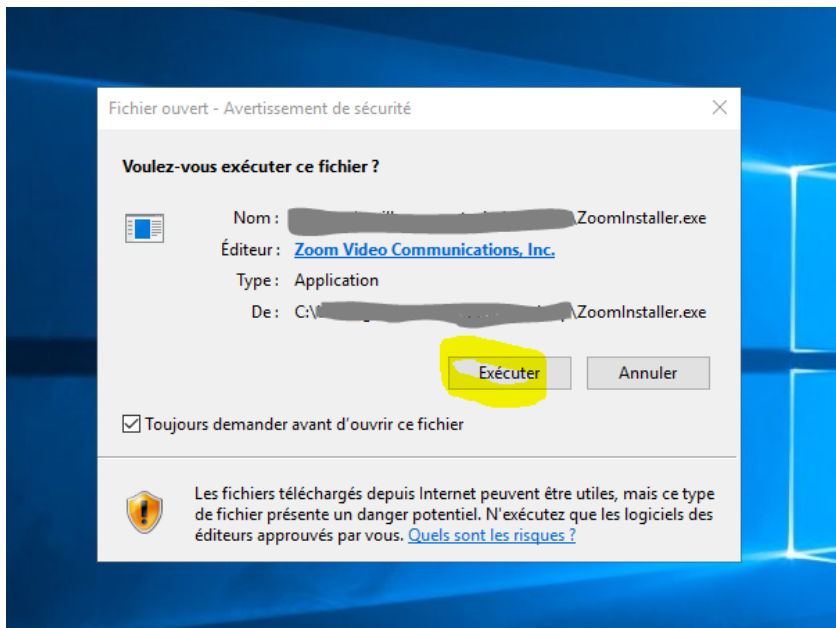 Fichier ouvert - Avertissement de sécurité
Voulez-vous exécuter ce fichier ?
Nom : \ZoomInstaller.exe
Éditeur : Zoom Video Communications, Inc.
Type : Application
De : C:\ \ZoomInstaller.exe
Exécuter Annuler
Toujours demander avant d'ouvrir ce fichier
Les fichiers téléchargés depuis Internet peuvent être utiles, mais ce type
de fichier présente un danger potentiel. N'exécutez que les logiciels des
éditeurs approuvés par vous. Quels sont les risques ?